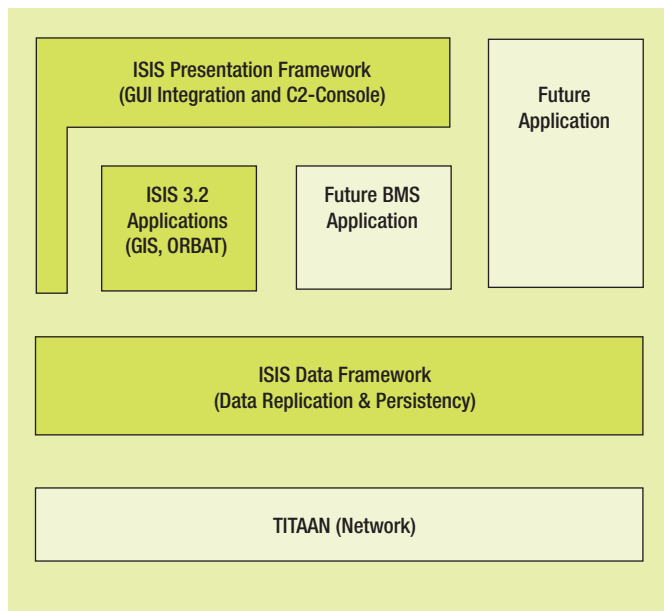 ISIS Presentation Framework
(GUI Integration and C2-Console)
Future
Application
ISIS 3.2
Applications
(GIS, ORBAT)
Future BMS
Application
ISIS Data Framework
(Data Replication & Persistency)
TITAAN (Network)